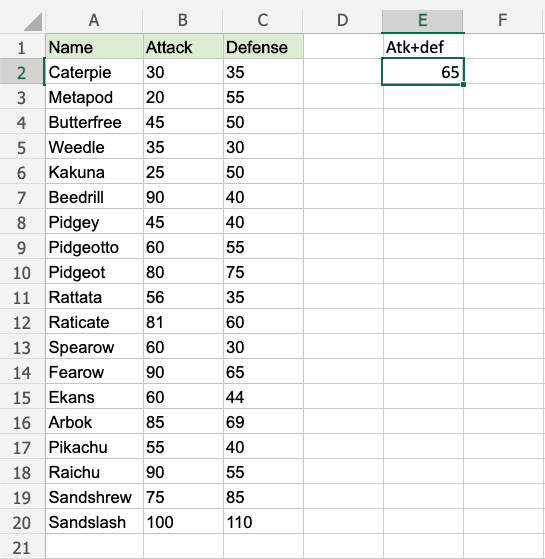 A B C D E F
1 Name Attack Defense Atk+def
2 Caterpie 30 35 65
3 Metapod 20 55
4 Butterfree 45 50
5 Weedle 35 30
6 Kakuna 25 50
7 Beedrill 90 40
8 Pidgey 45 40
9 Pidgeotto 60 55
10 Pidgeot 80 75
11 Rattata 56 35
12 Raticate 81 60
13 Spearow 60 30
14 Fearow 90 65
15 Ekans 60 44
16 Arbok 85 69
17 Pikachu 55 40
18 Raichu 90 55
19 Sandshrew 75 85
20 Sandslash 100 110
21